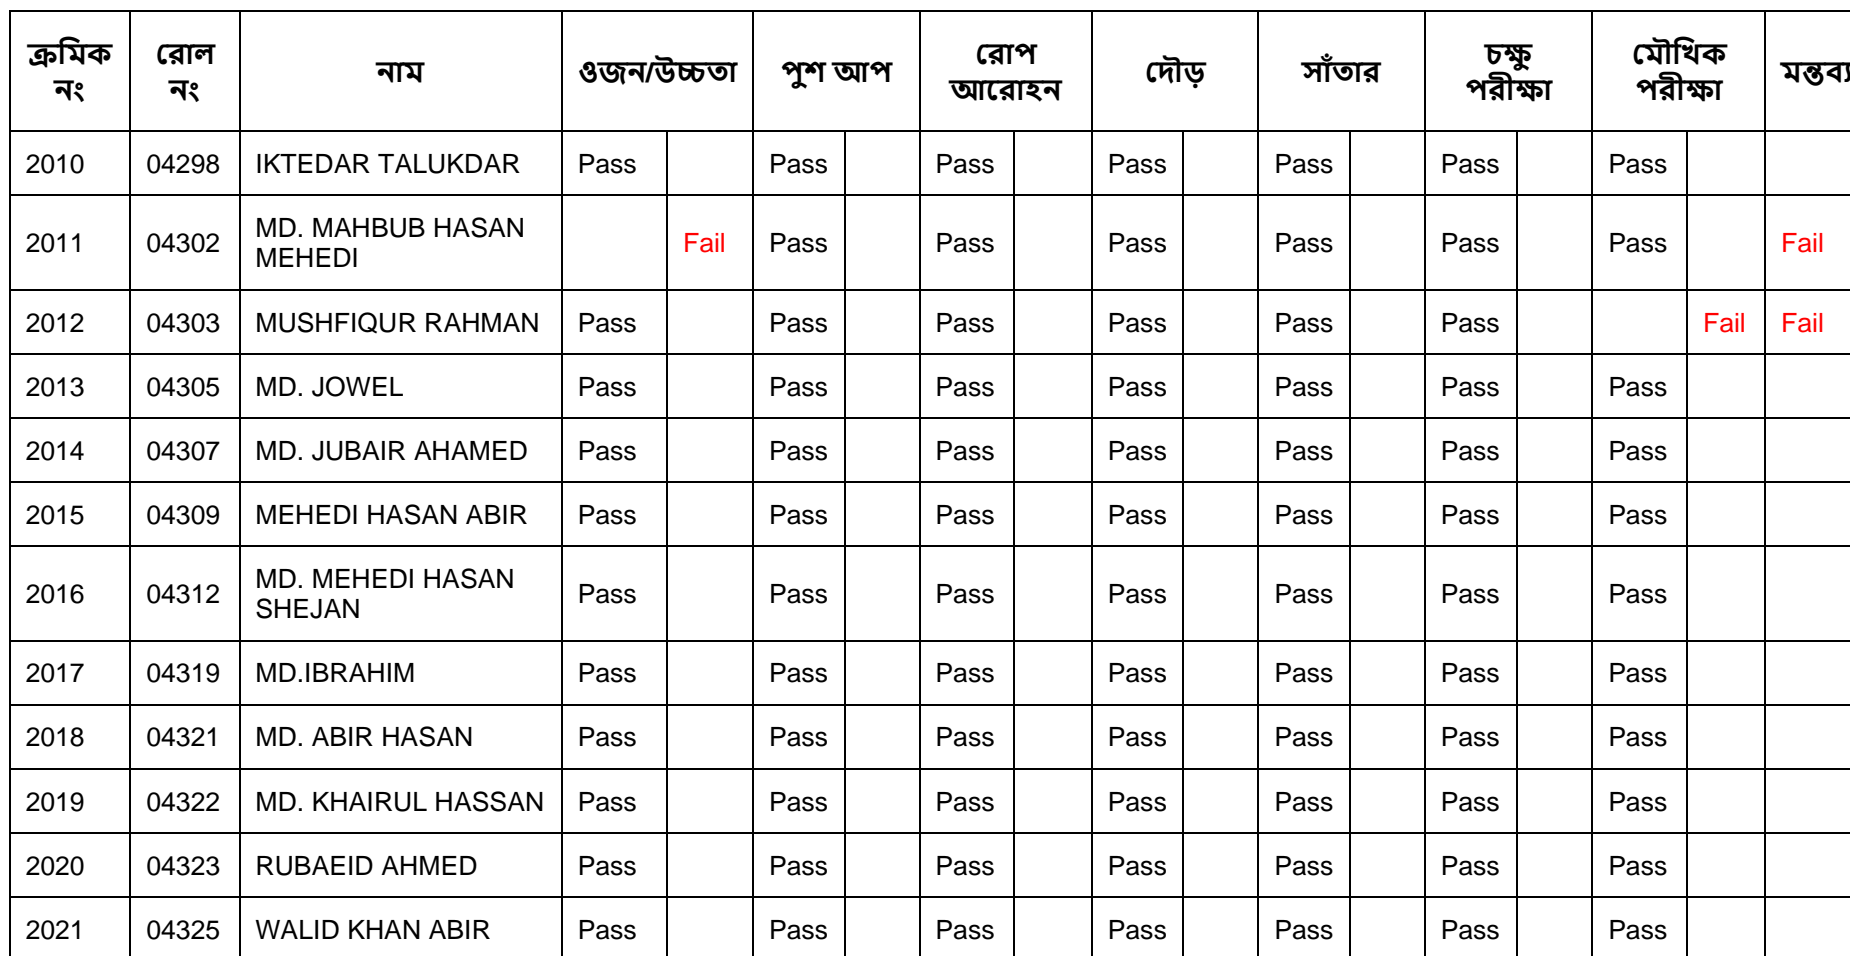 ক্রমিক নং রোল নং নাম ওজন/উচ্চতা পুশ আপ রোপ আরোহন দৌড় সাঁতার চক্ষু পরীক্ষা মৌখিক পরীক্ষা মন্তব্য
2010 04298 IKTEDAR TALUKDAR Pass Pass Pass Pass Pass Pass Pass
2011 04302 MD. MAHBUB HASAN MEHEDI Fail Pass Pass Pass Pass Pass Pass Fail
2012 04303 MUSHFIQUR RAHMAN Pass Pass Pass Pass Pass Pass Fail Fail
2013 04305 MD. JOWEL Pass Pass Pass Pass Pass Pass Pass
2014 04307 MD. JUBAIR AHAMED Pass Pass Pass Pass Pass Pass Pass
2015 04309 MEHEDI HASAN ABIR Pass Pass Pass Pass Pass Pass Pass
2016 04312 MD. MEHEDI HASAN SHEJAN Pass Pass Pass Pass Pass Pass Pass
2017 04319 MD.IBRAHIM Pass Pass Pass Pass Pass Pass Pass
2018 04321 MD. ABIR HASAN Pass Pass Pass Pass Pass Pass Pass
2019 04322 MD. KHAIRUL HASSAN Pass Pass Pass Pass Pass Pass Pass
2020 04323 RUBAEID AHMED Pass Pass Pass Pass Pass Pass Pass
2021 04325 WALID KHAN ABIR Pass Pass Pass Pass Pass Pass Pass